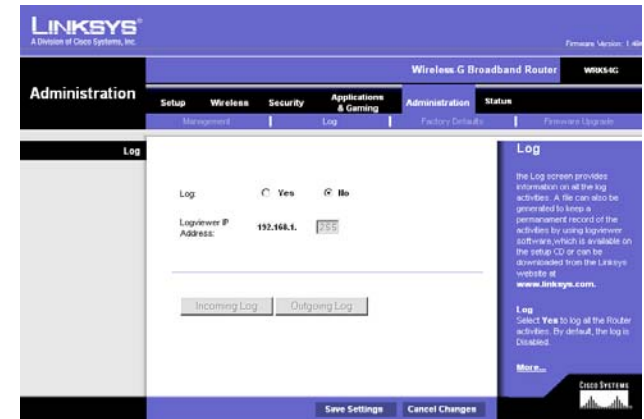 LINKSYS®
A Division of Cisco Systems, Inc.
Firmware Version:
Wireless-G Broadband Router
WRK54G
Administration
Setup
Wireless
Security
Applications & Gaming
Administration
Status
Management
Log
Factory Defaults
Firmware Upgrade
Log
Log:
Yes
No
Logviewer IP
Address:
192.168.1.
255
Incoming Log
Outgoing Log
Log
the Log screen provides
information on all the log
activities. A file can also be
generated to keep a
permanament record of the
activities by using logviewer
software,which is available on
the setup CD or can be
downloaded from the Linksys
website at
www.linksys.com.
Log
Select Yes to log all the Router
activities. By default, the log is
Disabled.
More...
CISCO SYSTEMS
Save Settings
Cancel Changes